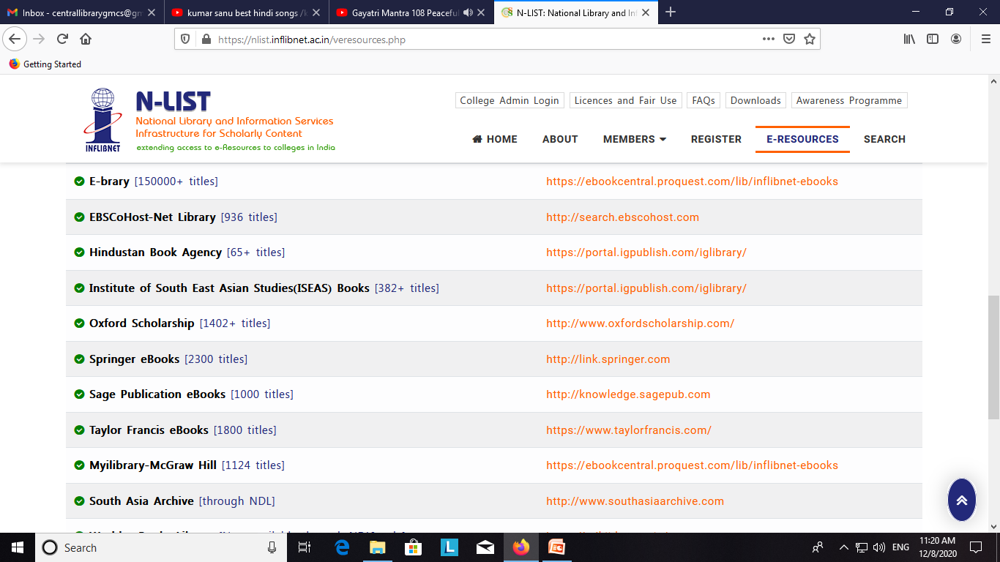 Inbox - centrallibrarygmcs@gm
kumar sanu best hindi songs /k
Gayatri Mantra 108 Peaceful
N-LIST: National Library and Inf
https://nlist.inflibnet.ac.in/veresources.php
Getting Started
INFLIBNET
N-LIST
National Library and Information Services
Infrastructure for Scholarly Content
extending access to e-Resources to colleges in India
College Admin Login Licences and Fair Use FAQs Downloads Awareness Programme
HOME ABOUT MEMBERS REGISTER E-RESOURCES SEARCH
E-brary [150000+ titles] https://ebookcentral.proquest.com/lib/inflibnet-ebooks
EBSCoHost-Net Library [936 titles] http://search.ebscohost.com
Hindustan Book Agency [65+ titles] https://portal.igpublish.com/iglibrary/
Institute of South East Asian Studies(ISEAS) Books [382+ titles] https://portal.igpublish.com/iglibrary/
Oxford Scholarship [1402+ titles] http://www.oxfordscholarship.com/
Springer eBooks [2300 titles] http://link.springer.com
Sage Publication eBooks [1000 titles] http://knowledge.sagepub.com
Taylor Francis eBooks [1800 titles] https://www.taylorfrancis.com/
Myilibrary-McGraw Hill [1124 titles] https://ebookcentral.proquest.com/lib/inflibnet-ebooks
South Asia Archive [through NDL] http://www.southasiaarchive.com
Search
ENG
11:20 AM
12/8/2020